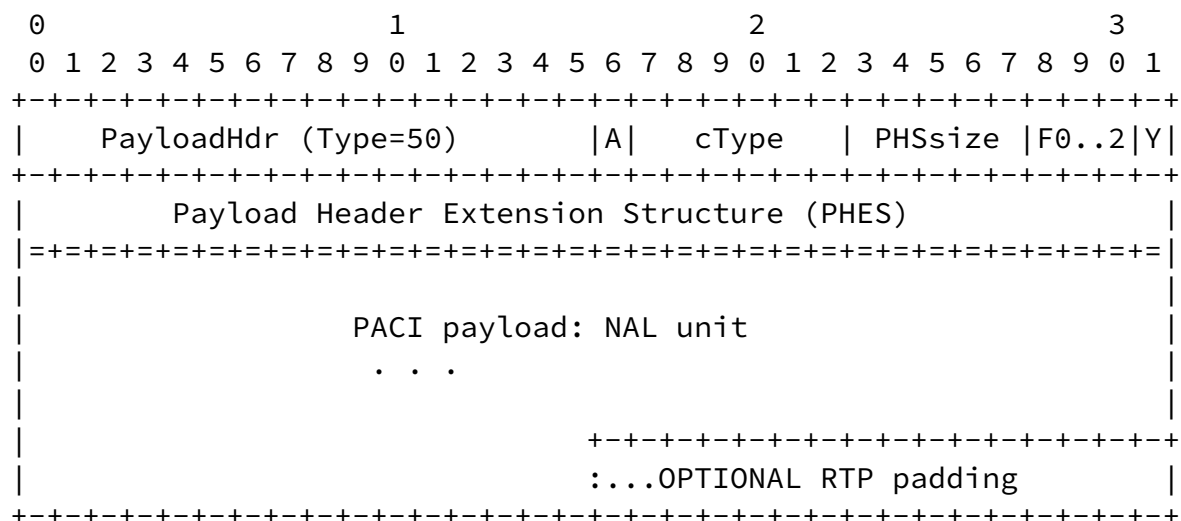 0                   1                   2                   3
 0 1 2 3 4 5 6 7 8 9 0 1 2 3 4 5 6 7 8 9 0 1 2 3 4 5 6 7 8 9 0 1
+-+-+-+-+-+-+-+-+-+-+-+-+-+-+-+-+-+-+-+-+-+-+-+-+-+-+-+-+-+-+-+-+
|    PayloadHdr (Type=50)       |A|   cType   | PHSsize |F0..2|Y|
+-+-+-+-+-+-+-+-+-+-+-+-+-+-+-+-+-+-+-+-+-+-+-+-+-+-+-+-+-+-+-+-+
|        Payload Header Extension Structure (PHES)              |
|=+=+=+=+=+=+=+=+=+=+=+=+=+=+=+=+=+=+=+=+=+=+=+=+=+=+=+=+=+=+=+=|
|                                                               |
|                  PACI payload: NAL unit                       |
|                   . . .                                       |
|                                                               |
|                               +-+-+-+-+-+-+-+-+-+-+-+-+-+-+-+-+
|                               :...OPTIONAL RTP padding        |
+-+-+-+-+-+-+-+-+-+-+-+-+-+-+-+-+-+-+-+-+-+-+-+-+-+-+-+-+-+-+-+-+